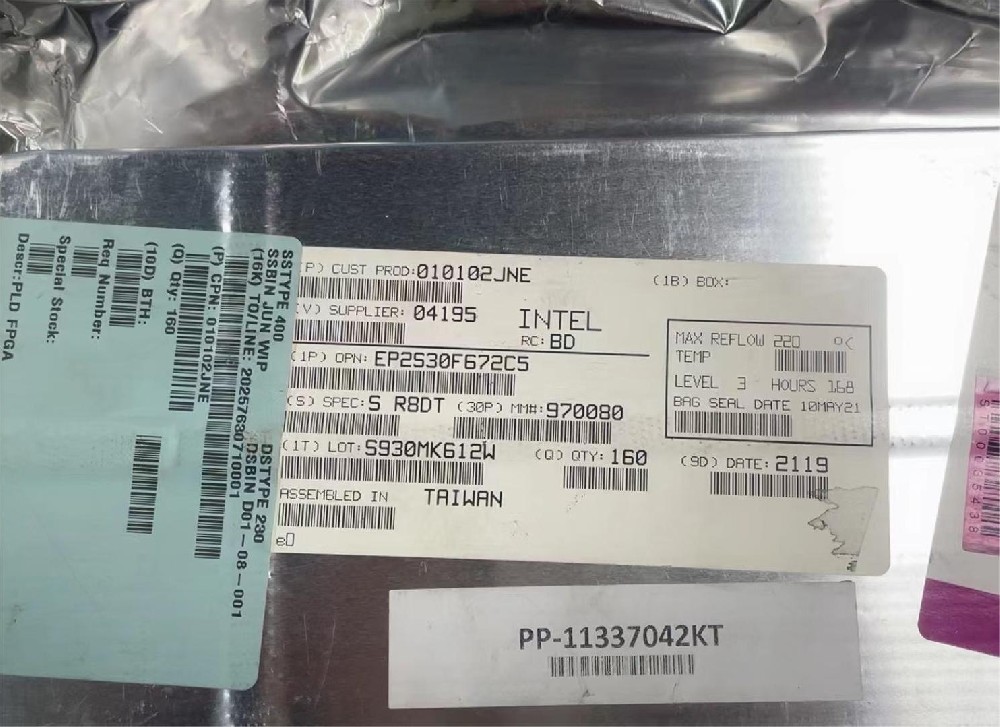 SSTYPE 400
SSBIN JUN WIP
(16K) TO/LINE: 20257630710001
(P) CPN: 010102JNE
(Q) Qty: 160
(10D) BTH:
Req Number:
Special Stock:
Descr:PLD FPGA
DSTYPE 230
DSBIN D01-08-001
P) CUST PROD:010102JNE
(1B) BOX:
(V) SUPPLIER: 04195
INTEL
RC: BD
(1P) OPN: EP2S30F672C5
(S) SPEC: S R8DT (30P) MM#:970080
(1T) LOT: S930MK612W (Q) QTY: 160 (9D) DATE: 2119
ASSEMBLED IN TAIWAN
e0
MAX REFLOW 220 °C
TEMP
LEVEL 3 HOURS 168
BAG SEAL DATE 10MAY21
PP-11337042KT